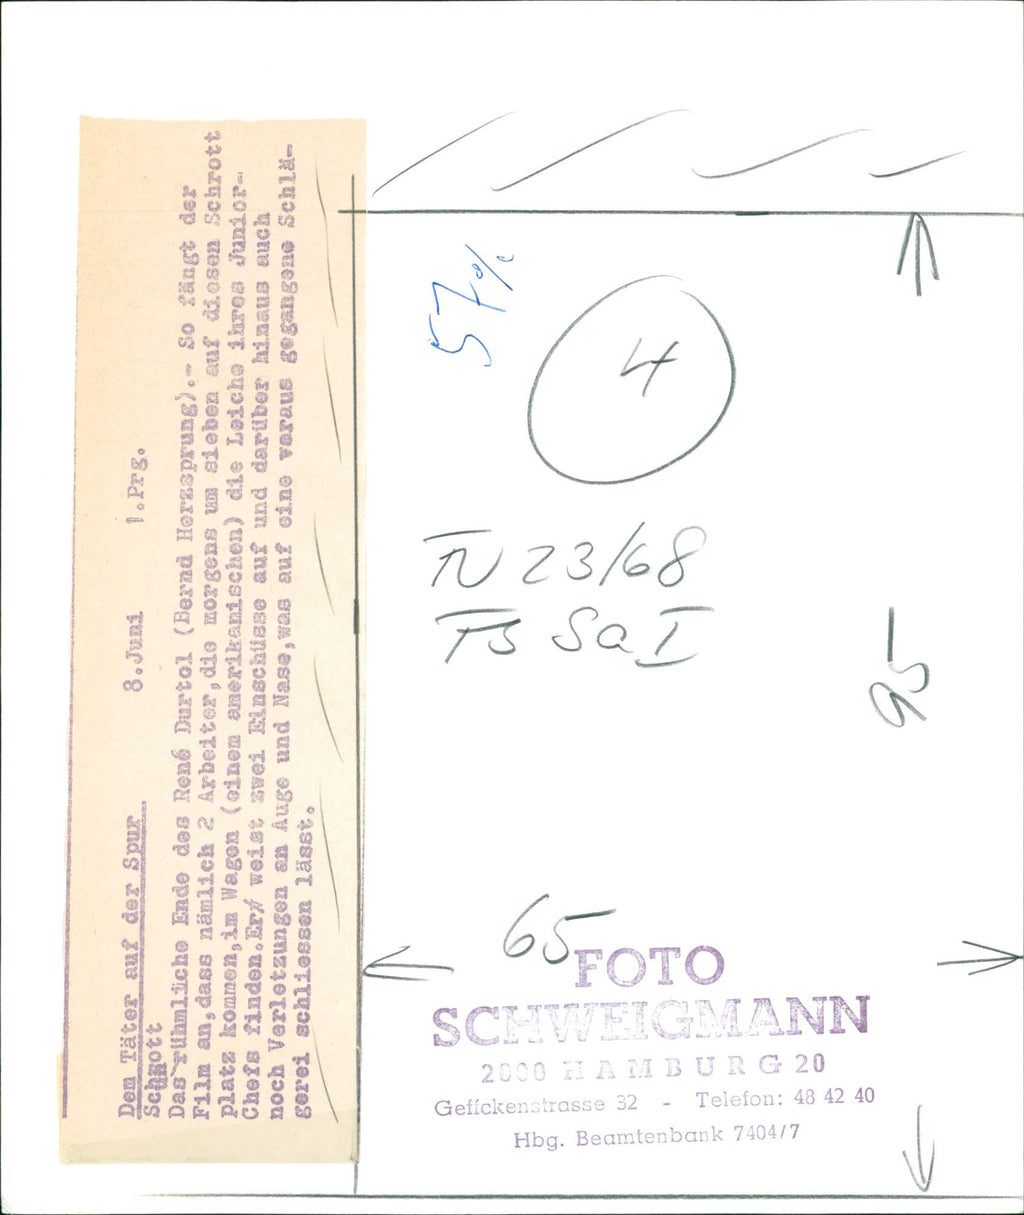 Dem Täter auf der Spur 8.Juni 1.Prg.
Schrott
Das rühmliche Ende des René Durtol (Bernd Herzsprung).- So fängt der
Film an,dass nämlich 2 Arbeiter,die morgens um sieben auf diesen Schrott
platz kommen,im Wagen (einem amerikanischen) die Leiche ihres Junior-
Chefs finden.Er weist zwei Einschüsse auf und darüber hinaus auch
noch Verletzungen an Auge und Nase,was auf eine voraus gegangene Schlä-
gerei schliessen lässt.
57%
4
TV 23/68
FS Sa I
95
65
FOTO
SCHWEIGMANN
2000 HAMBURG 20
Geffckenstrasse 32 - Telefon: 48 42 40
Hbg. Beamtenbank 7404/7